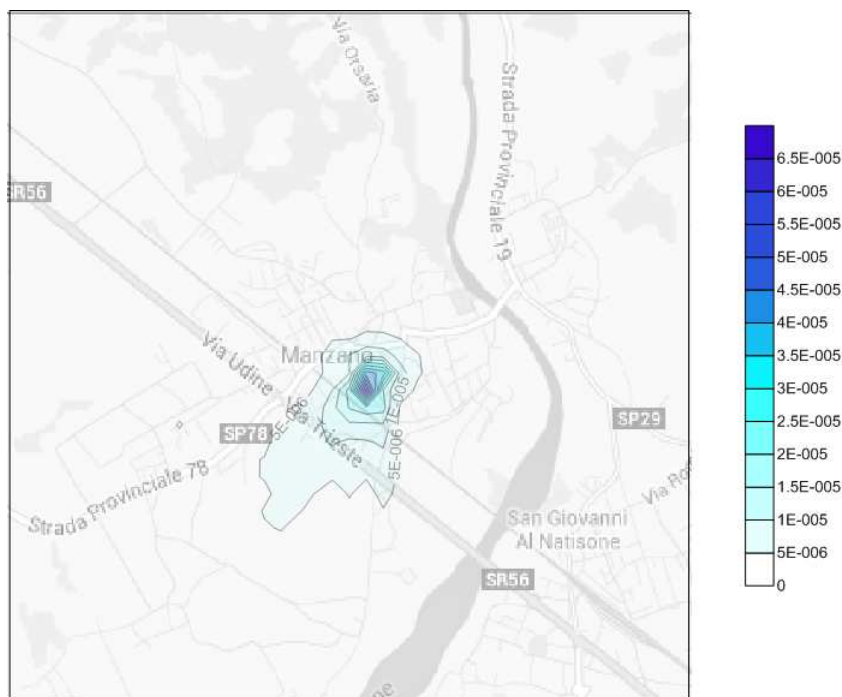 Via Orsaria
Strada Provinciale 19
SR56
Manzano
Via Udine
Via Trieste
5E-006
1E-005
5E-006
SP78
SP29
Strada Provinciale 78
San Giovanni
Al Natisone
SR56
6.5E-005
6E-005
5.5E-005
5E-005
4.5E-005
4E-005
3.5E-005
3E-005
2.5E-005
2E-005
1.5E-005
1E-005
5E-006
0